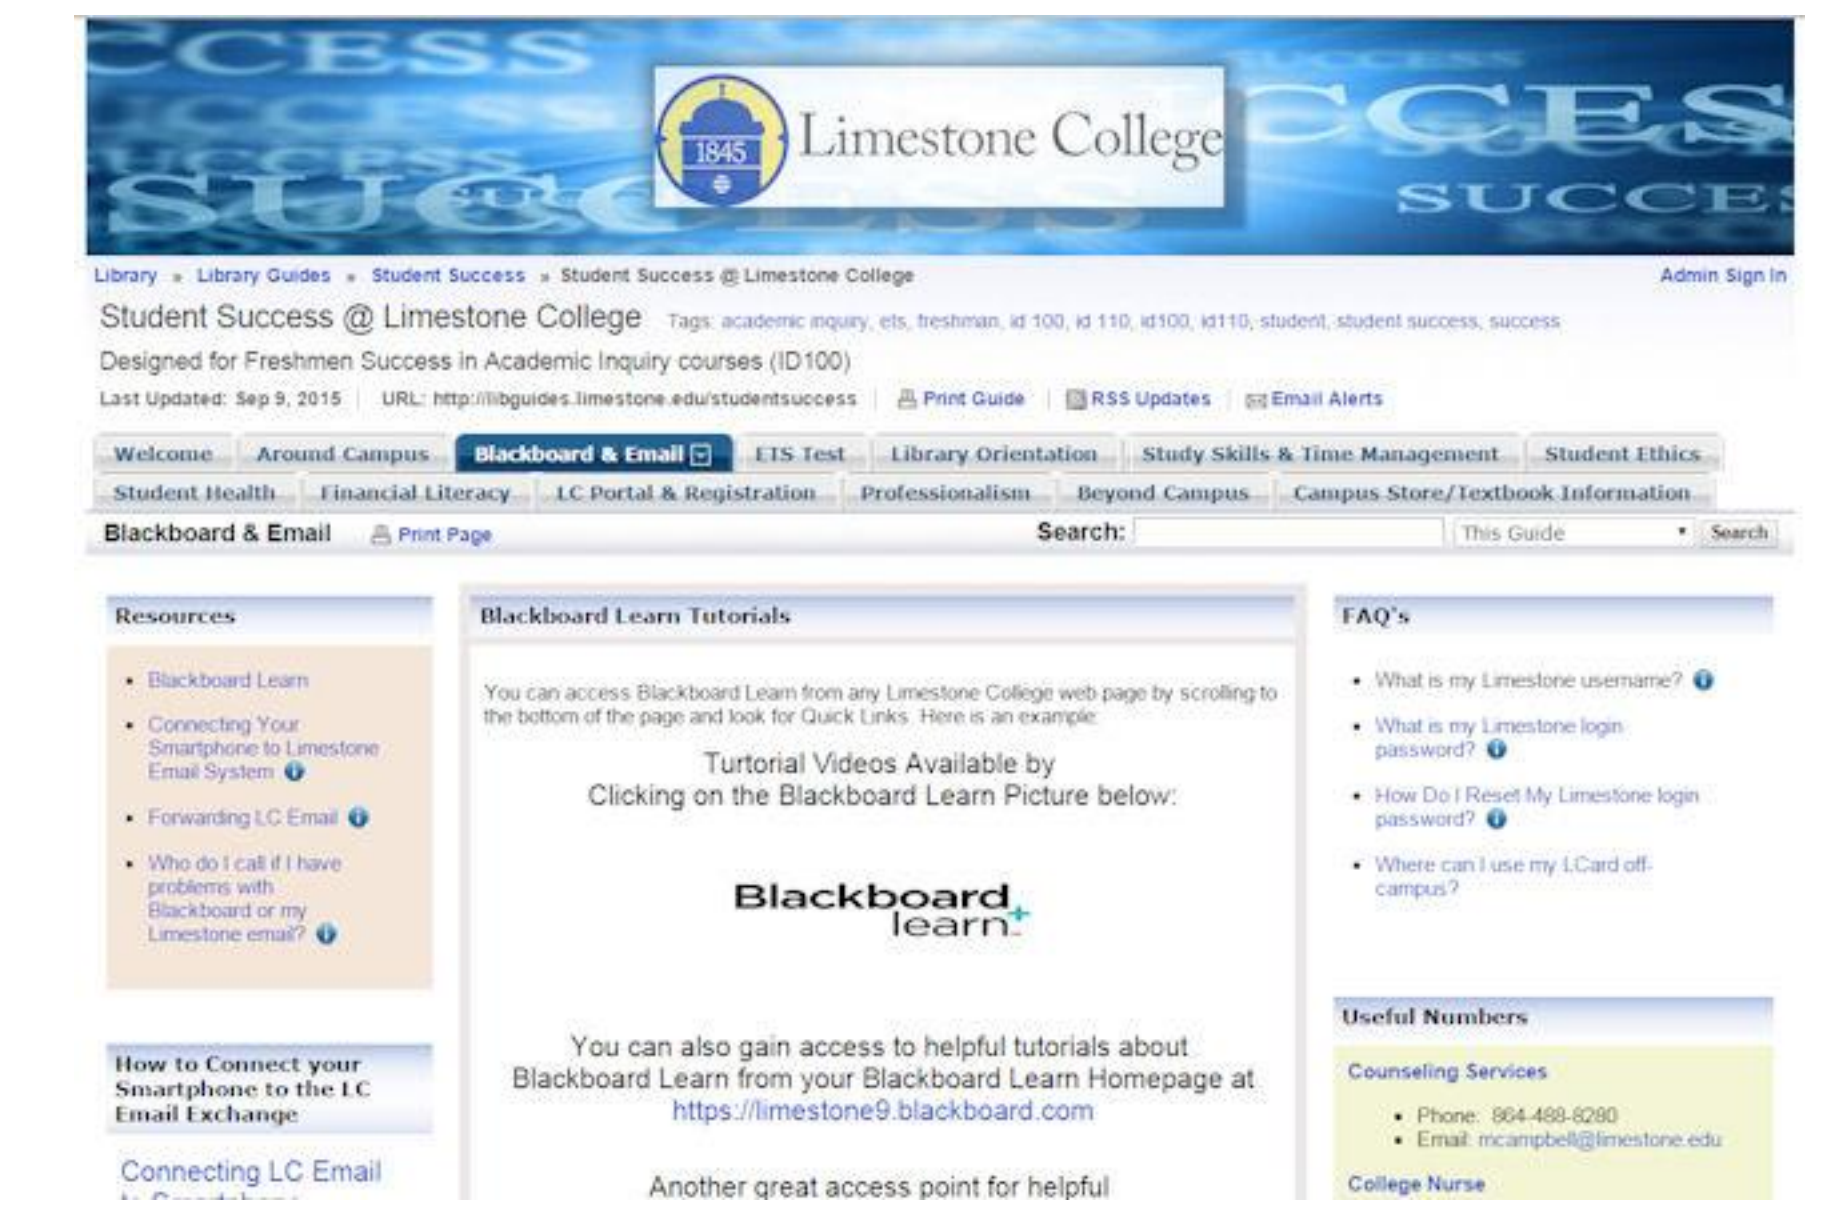 CCESS
SUCCESS
CCES
SUCCES
1845
Limestone College
Library » Library Guides » Student Success » Student Success @ Limestone College
Admin Sign In
Student Success @ Limestone College Tags: academic inquiry, ets, freshman, id 100, id 110, id100, id110, student, student success, success
Designed for Freshmen Success in Academic Inquiry courses (ID100)
Last Updated: Sep 9, 2015 URL: http://libguides.limestone.edu/studentsuccess Print Guide RSS Updates Email Alerts
Welcome Around Campus Blackboard & Email ETS Test Library Orientation Study Skills & Time Management Student Ethics
Student Health Financial Literacy LC Portal & Registration Professionalism Beyond Campus Campus Store/Textbook Information
Blackboard & Email Print Page Search: This Guide Search
Resources
• Blackboard Learn
• Connecting Your
Smartphone to Limestone
Email System
• Forwarding LC Email
• Who do I call if I have
problems with
Blackboard or my
Limestone email?
How to Connect your
Smartphone to the LC
Email Exchange
Connecting LC Email
to Smartphone
Blackboard Learn Tutorials
You can access Blackboard Learn from any Limestone College web page by scrolling to
the bottom of the page and look for Quick Links. Here is an example:
Turtorial Videos Available by
Clicking on the Blackboard Learn Picture below:
Blackboard
learn
You can also gain access to helpful tutorials about
Blackboard Learn from your Blackboard Learn Homepage at
https://limestone9.blackboard.com
Another great access point for helpful
FAQ's
• What is my Limestone username?
• What is my Limestone login
password?
• How Do I Reset My Limestone login
password?
• Where can I use my LCard off-
campus?
Useful Numbers
Counseling Services
• Phone: 864-488-8280
• Email: mcampbell@limestone.edu
College Nurse